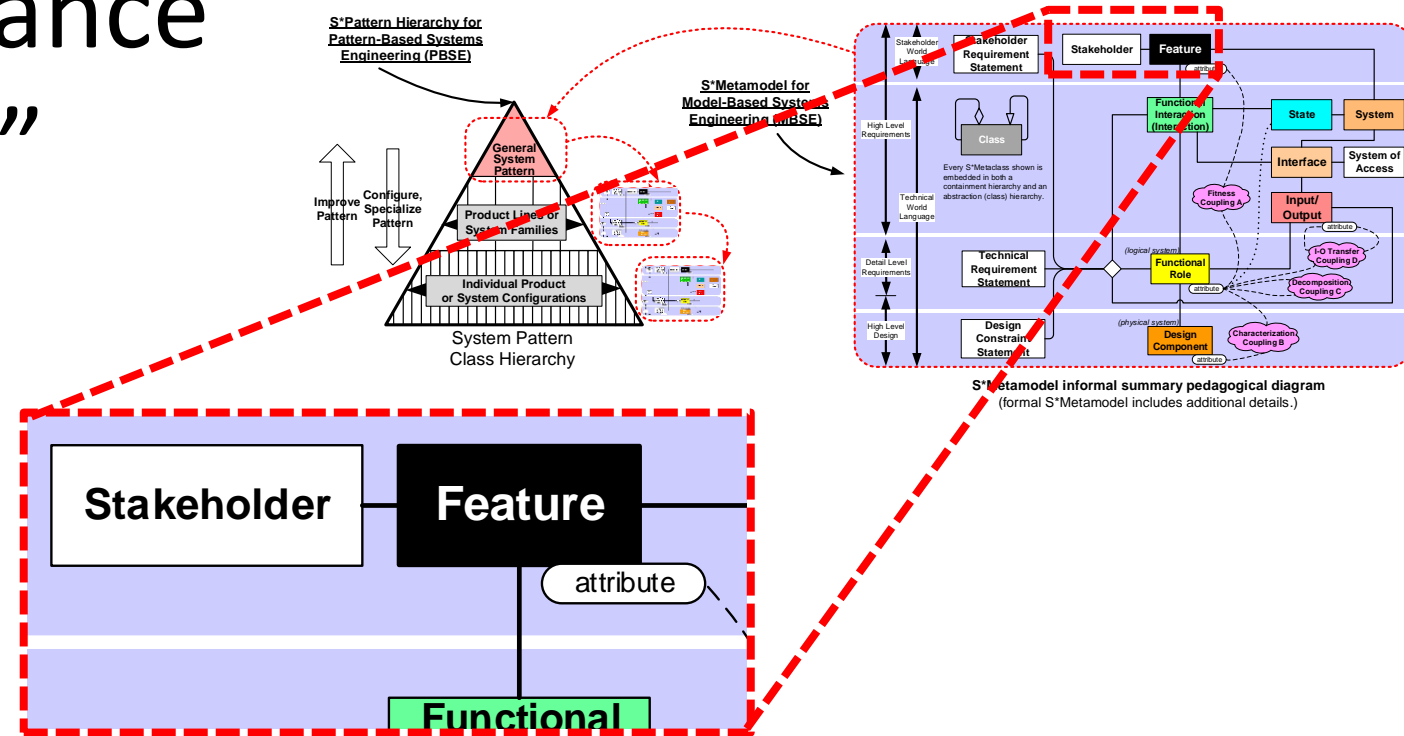 ance
”
S*Pattern Hierarchy for
Pattern-Based Systems
Engineering (PBSE)
General
System
Pattern
Improve
Pattern
Configure,
Specialize
Pattern
Product Lines or
System Families
Individual Product
or System Configurations
System Pattern
Class Hierarchy
S*Metamodel for
Model-Based Systems
Engineering (MBSE)
Stakeholder
World
Language
High Level
Requirements
Technical
World
Language
Detail Level
Requirements
High Level
Design
Stakeholder
Requirement
Statement
Stakeholder
Feature
attribute
Class
Every S*Metaclass shown is
embedded in both a
containment hierarchy and an
abstraction (class) hierarchy.
Functional
Interaction
(Interaction)
State
System
Interface
System of
Access
Fitness
Coupling A
Input/
Output
attribute
I-O Transfer
Coupling D
Technical
Requirement
Statement
(logical system)
Functional
Role
attribute
Decomposition
Coupling C
Design
Constraint
Statement
(physical system)
Design
Component
attribute
Characterization
Coupling B
S*Metamodel informal summary pedagogical diagram
(formal S*Metamodel includes additional details.)
Stakeholder
Feature
attribute
Functional